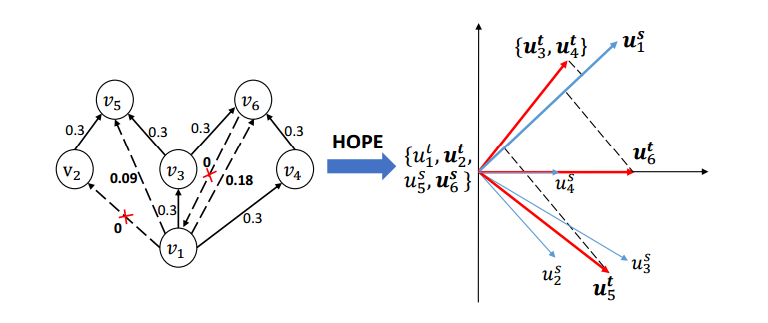 v₅
v₆
0.3
0.3
0.3
0.3
0
v₂
v₃
v₄
0.09
0.18
0.3
0.3
0
v₁
HOPE
{u₁ᵗ, u₂ᵗ,
u₅ˢ, u₆ˢ}
{u₃ᵗ, u₄ᵗ}
u₁ˢ
u₆ᵗ
u₄ˢ
u₂ˢ
u₃ˢ
u₅ᵗ